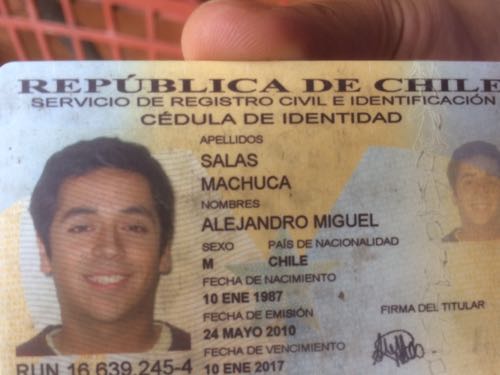 REPÚBLICA DE CHILE
SERVICIO DE REGISTRO CIVIL E IDENTIFICACIÓN
CÉDULA DE IDENTIDAD
APELLIDOS
SALAS
MACHUCA
NOMBRES
ALEJANDRO MIGUEL
SEXO PAÍS DE NACIONALIDAD
M CHILE
FECHA DE NACIMIENTO
10 ENE 1987
FECHA DE EMISIÓN
24 MAYO 2010
FECHA DE VENCIMIENTO
10 ENE 2017
FIRMA DEL TITULAR
RUN 16.639.245-4